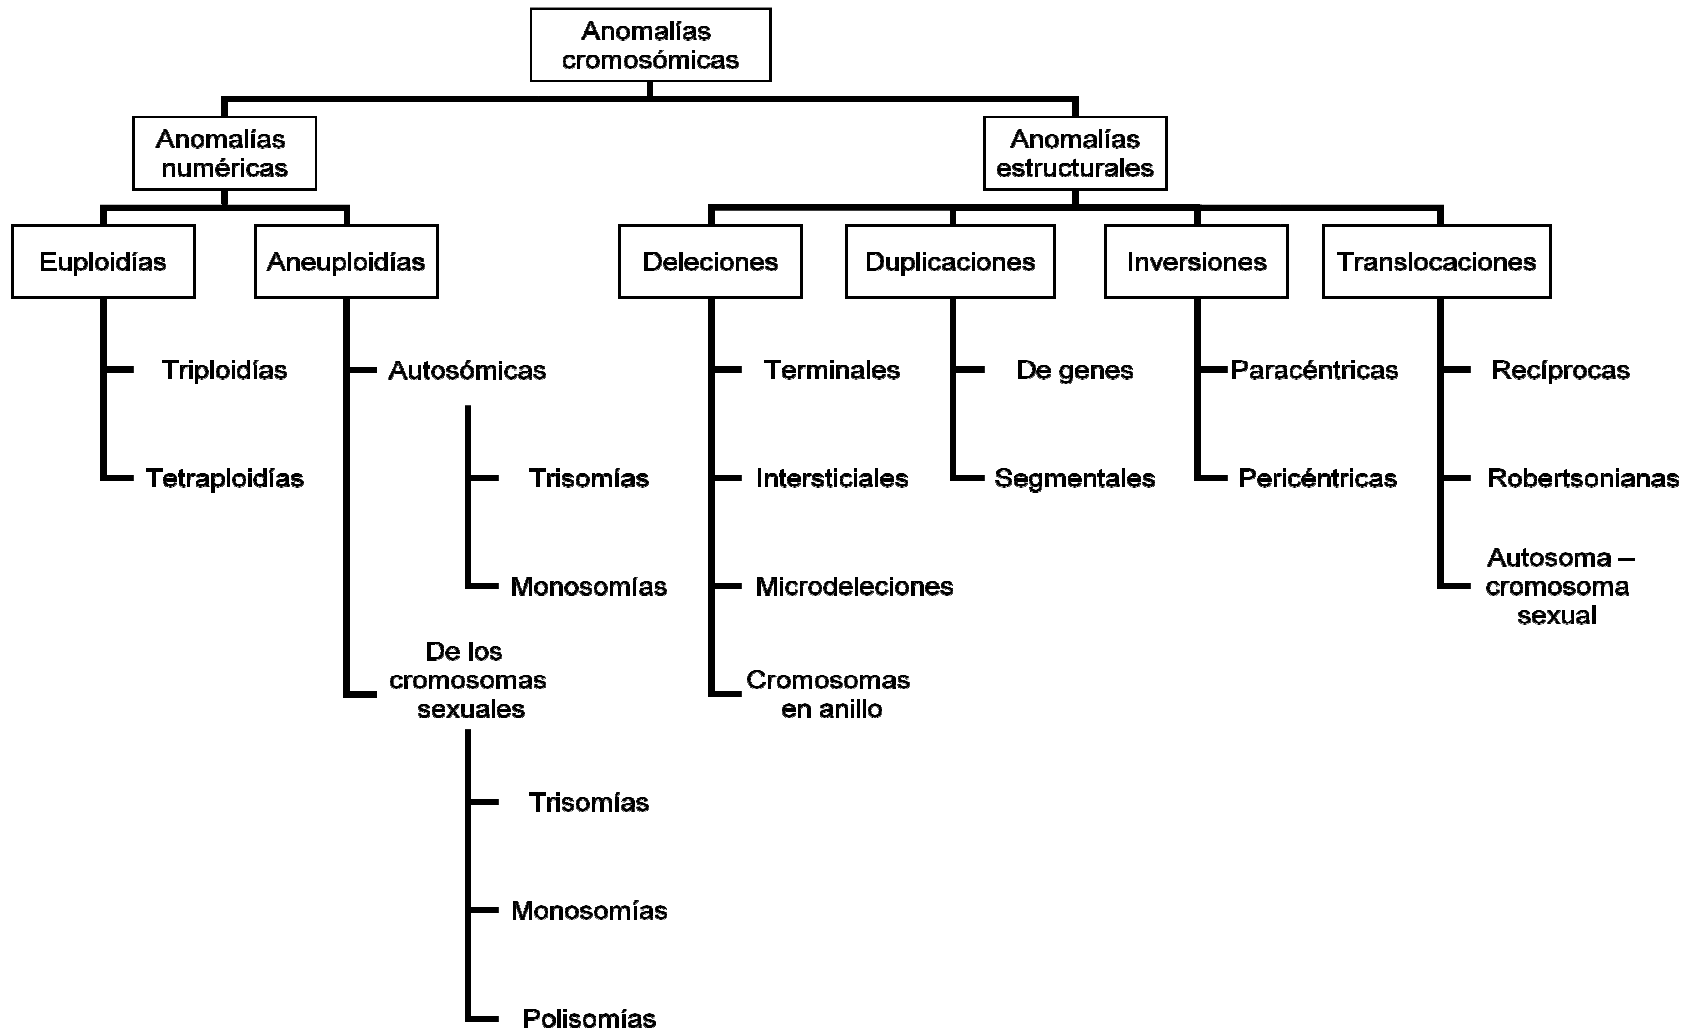 Anomalías
cromosómicas
Anomalías
numéricas
Anomalías
estructurales
Euploidías
Aneuploidías
Deleciones
Duplicaciones
Inversiones
Translocaciones
Triploidías
Tetraploidías
Autosómicas
Trisomías
Monosomías
De los
cromosomas
sexuales
Trisomías
Monosomías
Polisomías
Terminales
Intersticiales
Microdeleciones
Cromosomas
en anillo
De genes
Segmentales
Paracéntricas
Pericéntricas
Recíprocas
Robertsonianas
Autosoma –
cromosoma
sexual